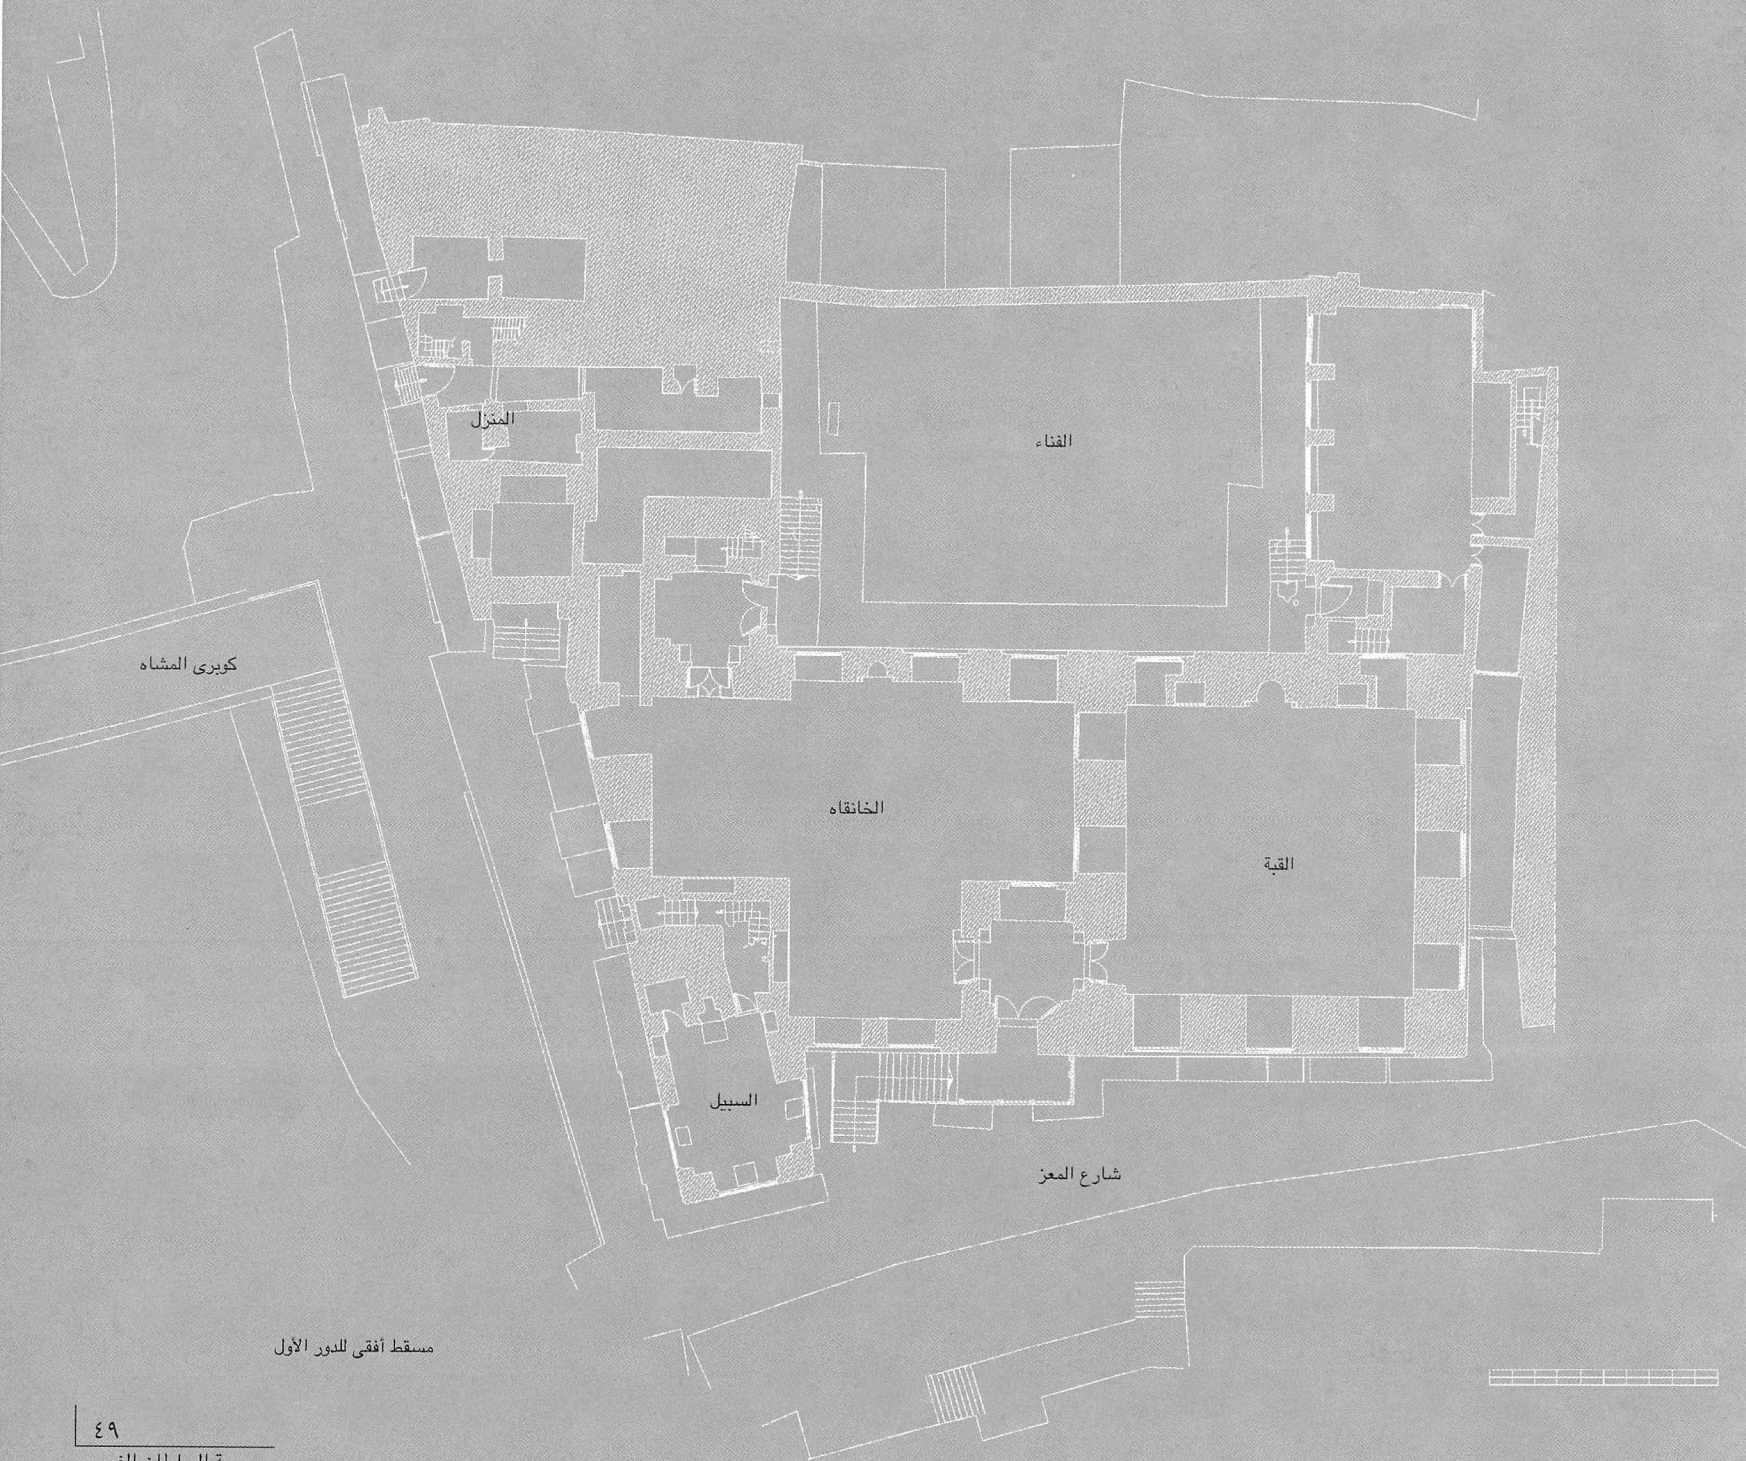 المنزل
الفناء
كوبرى المشاه
الخانقاه
القبة
السبيل
شارع المعز
مسقط أفقى للدور الأول
٤٩